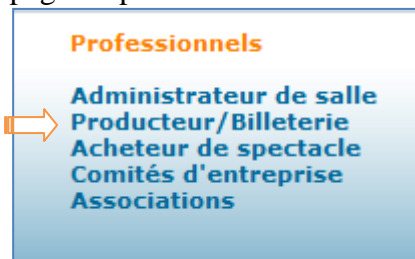 Professionnels
Administrateur de salle
Producteur/Billeterie
Acheteur de spectacle
Comités d'entreprise
Associations